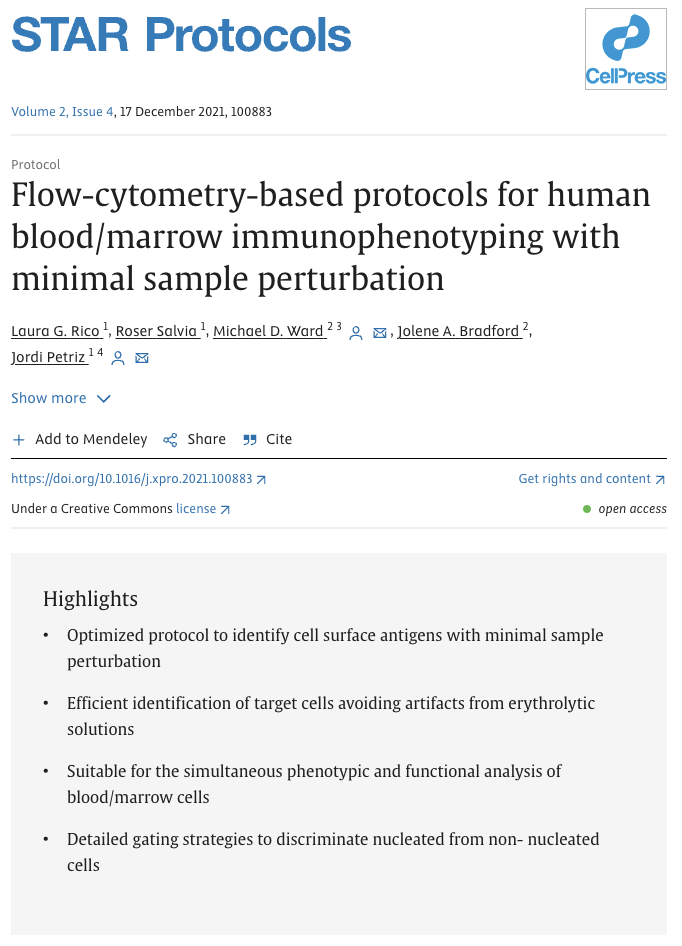 STAR Protocols
CellPress
Volume 2, Issue 4, 17 December 2021, 100883
Protocol
Flow-cytometry-based protocols for human
blood/marrow immunophenotyping with
minimal sample perturbation
Laura G. Rico 1, Roser Salvia 1, Michael D. Ward 2 3, Jolene A. Bradford 2,
Jordi Petriz 1 4
Show more
Add to Mendeley Share Cite
https://doi.org/10.1016/j.xpro.2021.100883 Get rights and content
Under a Creative Commons license open access
Highlights
• Optimized protocol to identify cell surface antigens with minimal sample
perturbation
• Efficient identification of target cells avoiding artifacts from erythrolytic
solutions
• Suitable for the simultaneous phenotypic and functional analysis of
blood/marrow cells
• Detailed gating strategies to discriminate nucleated from non- nucleated
cells